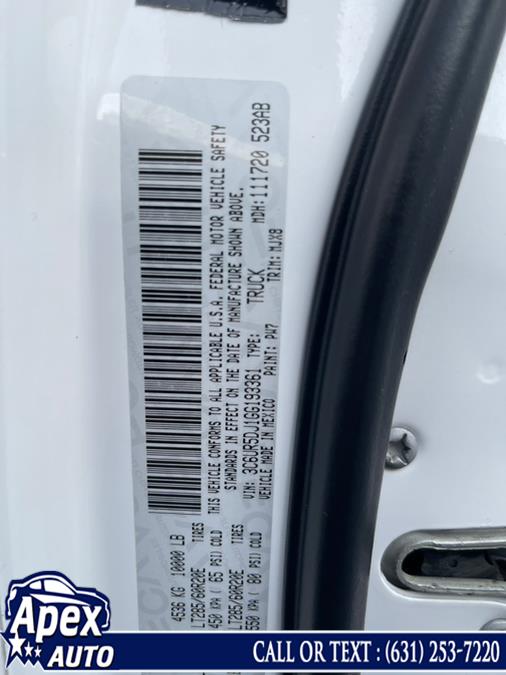 4536 KG 10000 LB
LT285/60R20E TIRES
450 KPA ( 65 PSI) COLD
LT285/60R20E TIRES
550 KPA ( 80 PSI) COLD
THIS VEHICLE CONFORMS TO ALL APPLICABLE U.S.A. FEDERAL MOTOR VEHICLE SAFETY
STANDARDS IN EFFECT ON THE DATE OF MANUFACTURE SHOWN ABOVE.
VIN: 3C6UR5DJ1GG193361 TYPE: TRUCK MDH: 111720 523AB
VEHICLE MADE IN MEXICO PAINT: PW7 TRIM: MJX8
APEX
AUTO
CALL OR TEXT : (631) 253-7220